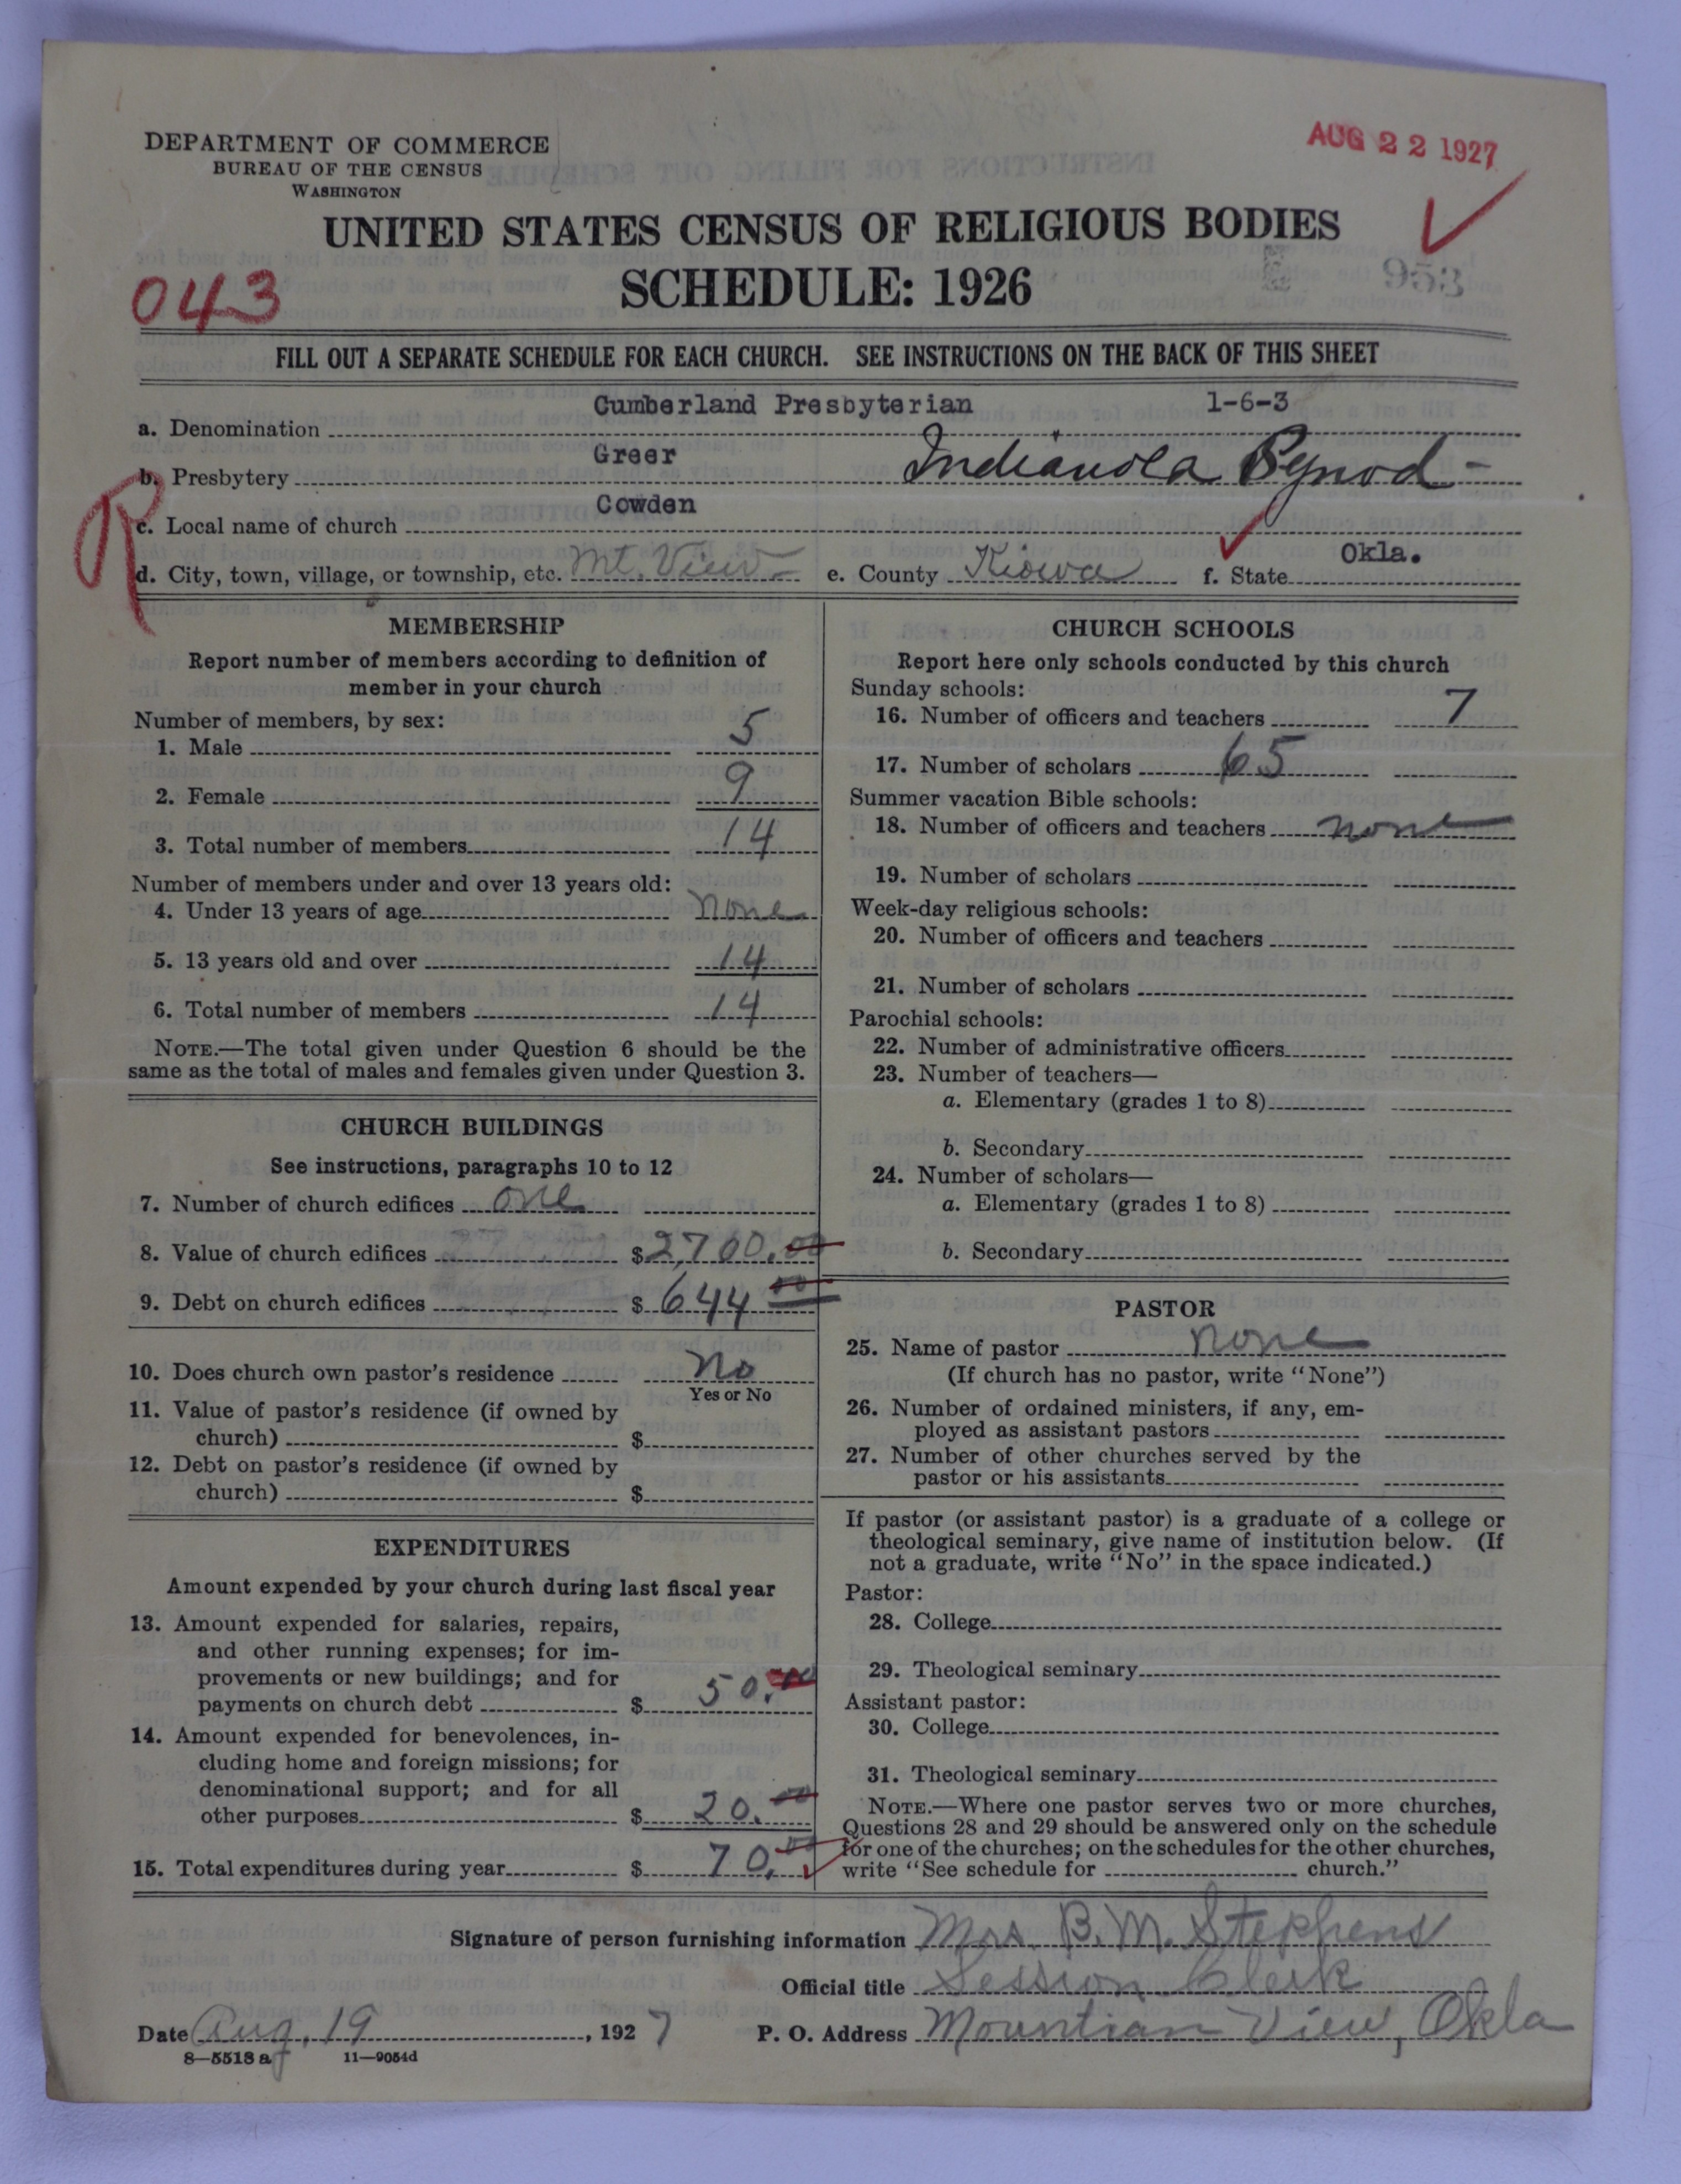 AUG 22 1927
DEPARTMENT OF COMMERCE
BUREAU OF THE CENSUS
WASHINGTON
UNITED STATES CENSUS OF RELIGIOUS BODIES
SCHEDULE: 1926
953
043
FILL OUT A SEPARATE SCHEDULE FOR EACH CHURCH. SEE INSTRUCTIONS ON THE BACK OF THIS SHEET
a. Denomination Cumberland Presbyterian 1-6-3
b. Presbytery Greer Indianola Synod-
R
c. Local name of church Cowden
d. City, town, village, or township, etc. Mt. View e. County Kiowa f. State Okla.
MEMBERSHIP
Report number of members according to definition of
member in your church
Number of members, by sex:
1. Male 5
2. Female 9
3. Total number of members 14
Number of members under and over 13 years old:
4. Under 13 years of age None
5. 13 years old and over 14
6. Total number of members 14
NOTE.—The total given under Question 6 should be the
same as the total of males and females given under Question 3.
CHURCH BUILDINGS
See instructions, paragraphs 10 to 12
7. Number of church edifices one
8. Value of church edifices $2,700.00
9. Debt on church edifices $644 00
10. Does church own pastor's residence No
Yes or No
11. Value of pastor's residence (if owned by
church) $
12. Debt on pastor's residence (if owned by
church) $
EXPENDITURES
Amount expended by your church during last fiscal year
13. Amount expended for salaries, repairs,
and other running expenses; for im-
provements or new buildings; and for
payments on church debt $ 50.00
14. Amount expended for benevolences, in-
cluding home and foreign missions; for
denominational support; and for all
other purposes $ 20.00
15. Total expenditures during year $ 70.00
CHURCH SCHOOLS
Report here only schools conducted by this church
Sunday schools:
16. Number of officers and teachers 7
17. Number of scholars 65
Summer vacation Bible schools:
18. Number of officers and teachers none
19. Number of scholars
Week-day religious schools:
20. Number of officers and teachers
21. Number of scholars
Parochial schools:
22. Number of administrative officers
23. Number of teachers—
a. Elementary (grades 1 to 8)
b. Secondary
24. Number of scholars—
a. Elementary (grades 1 to 8)
b. Secondary
PASTOR
25. Name of pastor None
(If church has no pastor, write "None")
26. Number of ordained ministers, if any, em-
ployed as assistant pastors
27. Number of other churches served by the
pastor or his assistants
If pastor (or assistant pastor) is a graduate of a college or
theological seminary, give name of institution below. (If
not a graduate, write "No" in the space indicated.)
Pastor:
28. College
29. Theological seminary
Assistant pastor:
30. College
31. Theological seminary
NOTE.—Where one pastor serves two or more churches,
Questions 28 and 29 should be answered only on the schedule
for one of the churches; on the schedules for the other churches,
write "See schedule for church."
Signature of person furnishing information Mrs. B. M. Stephens
Official title Session Clerk
Date Aug. 19, 1927 P. O. Address Mountian View, Okla
8—5518 a 11—9054d